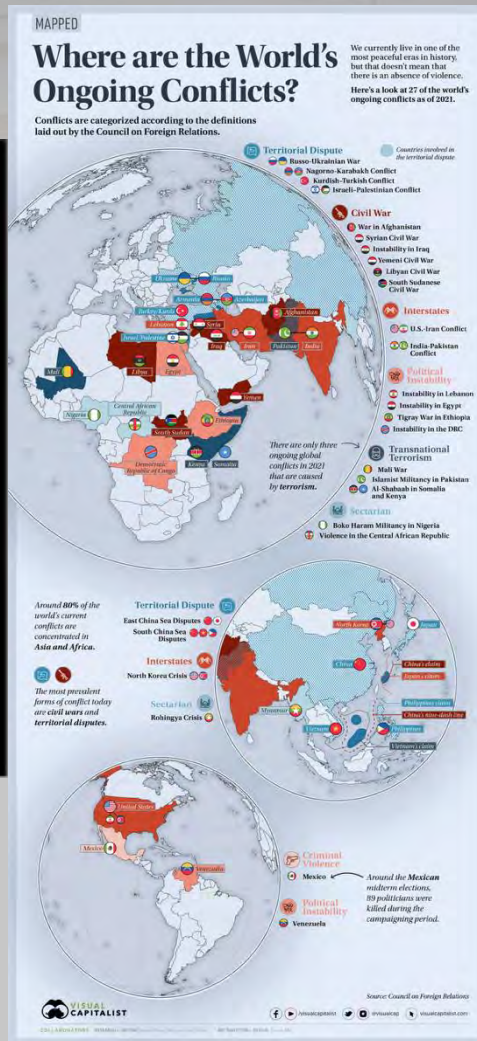 MAPPED
Where are the World's
Ongoing Conflicts?
Conflicts are categorized according to the definitions
laid out by the Council on Foreign Relations.
We currently live in one of the
most peaceful eras in history,
but that doesn't mean that
there is an absence of violence.
Here's a look at 27 of the world's
ongoing conflicts as of 2021.
Territorial Dispute
Countries involved in
the territorial dispute
Russo-Ukrainian War
Nagorno-Karabakh Conflict
Kurdish-Turkish Conflict
Israeli-Palestinian Conflict
Civil War
War in Afghanistan
Syrian Civil War
Instability in Iraq
Yemeni Civil War
Libyan Civil War
South Sudanese
Civil War
Interstates
U.S.-Iran Conflict
India-Pakistan
Conflict
Political
Instability
Instability in Lebanon
Instability in Egypt
Tigray War in Ethiopia
Instability in the DRC
Transnational
Terrorism
Mali War
Islamist Militancy in Pakistan
Al-Shabaab in Somalia
and Kenya
Sectarian
Boko Haram Militancy in Nigeria
Violence in the Central African Republic
Ukraine
Russia
Armenia
Azerbaijan
Turkey/Kurds
Lebanon
Syria
Afghanistan
Israel/Palestine
Iraq
Iran
Pakistan
India
Mali
Libya
Egypt
Yemen
Nigeria
Central African
Republic
Ethiopia
South Sudan
Democratic
Republic of Congo
Kenya
Somalia
There are only three
ongoing global
conflicts in 2021
that are caused
by terrorism.
Around 80% of the
world's current
conflicts are
concentrated in
Asia and Africa.
The most prevalent
forms of conflict today
are civil wars and
territorial disputes.
Territorial Dispute
East China Sea Disputes
South China Sea
Disputes
Interstates
North Korea Crisis
Sectarian
Rohingya Crisis
North Korea
Japan
China
China's claim
Japan's claim
Myanmar
Philippines claim
China's nine-dash line
Vietnam
Philippines
Vietnam's claim
United States
Mexico
Venezuela
Criminal
Violence
Mexico
Political
Instability
Venezuela
Around the Mexican
midterm elections,
89 politicians were
killed during the
campaigning period.
Source: Council on Foreign Relations
VISUAL
CAPITALIST
/visualcapitalist
@visualcap
visualcapitalist.com
COLLABORATORS